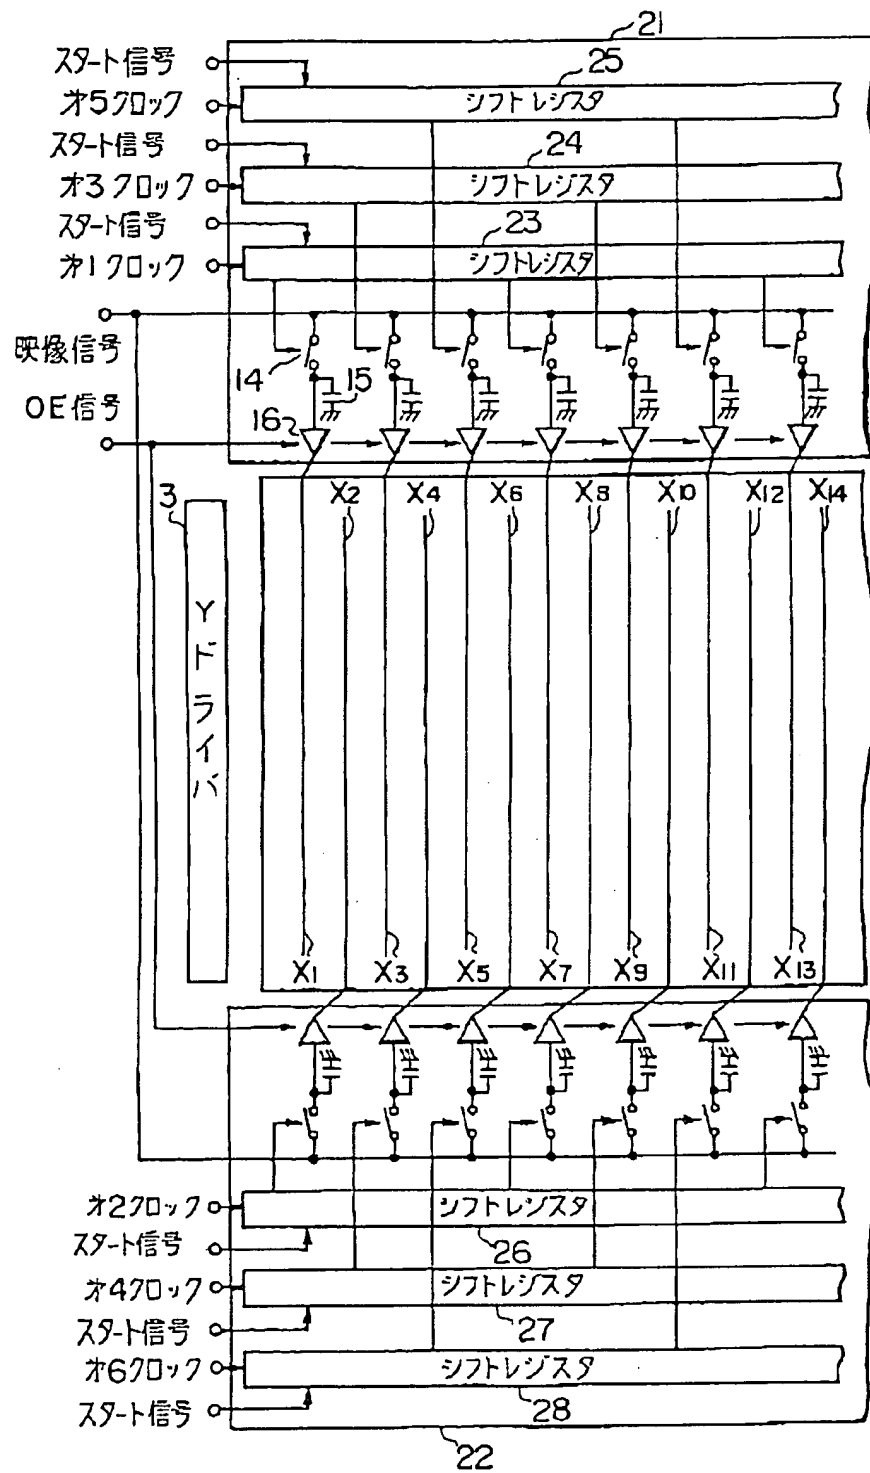 21
スタート信号
25
シフトレジスタ
才5クロック
スタート信号
24
シフトレジスタ
才3クロック
スタート信号
23
シフトレジスタ
才1クロック
映像信号
14
15
OE信号
16
3
X2
X4
X6
X8
X10
X12
X14
Yドライバ
X1
X3
X5
X7
X9
X11
X13
才2クロック
シフトレジスタ
スタート信号
26
才4クロック
シフトレジスタ
スタート信号
27
才6クロック
シフトレジスタ
スタート信号
28
22